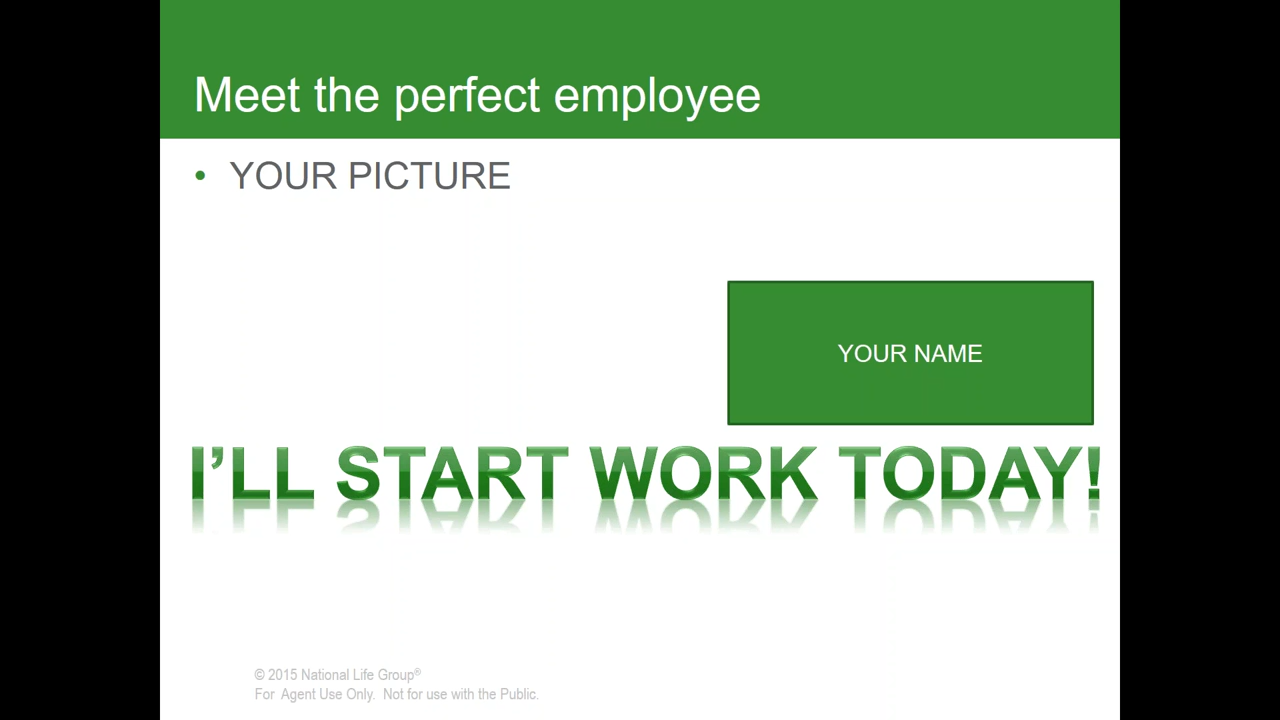 Meet the perfect employee
• YOUR PICTURE
YOUR NAME
I’LL START WORK TODAY!
© 2015 National Life Group®
For Agent Use Only. Not for use with the Public.